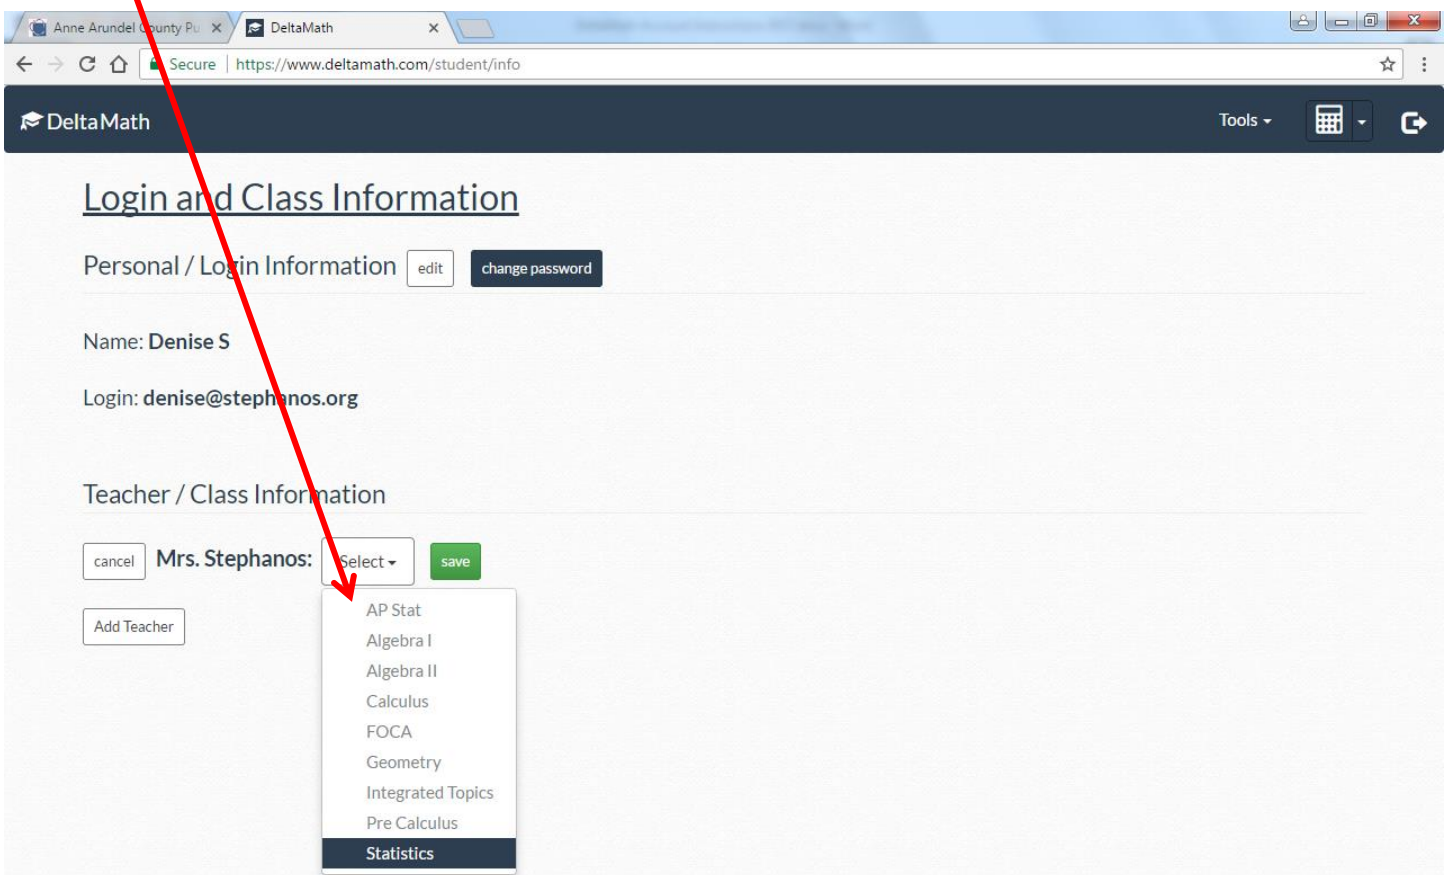 Anne Arundel County Pu
DeltaMath
Secure | https://www.deltamath.com/student/info
DeltaMath
Tools
Login and Class Information
Personal / Login Information edit change password
Name: Denise S
Login: denise@stephanos.org
Teacher / Class Information
cancel Mrs. Stephanos: Select save
Add Teacher
AP Stat
Algebra I
Algebra II
Calculus
FOCA
Geometry
Integrated Topics
Pre Calculus
Statistics